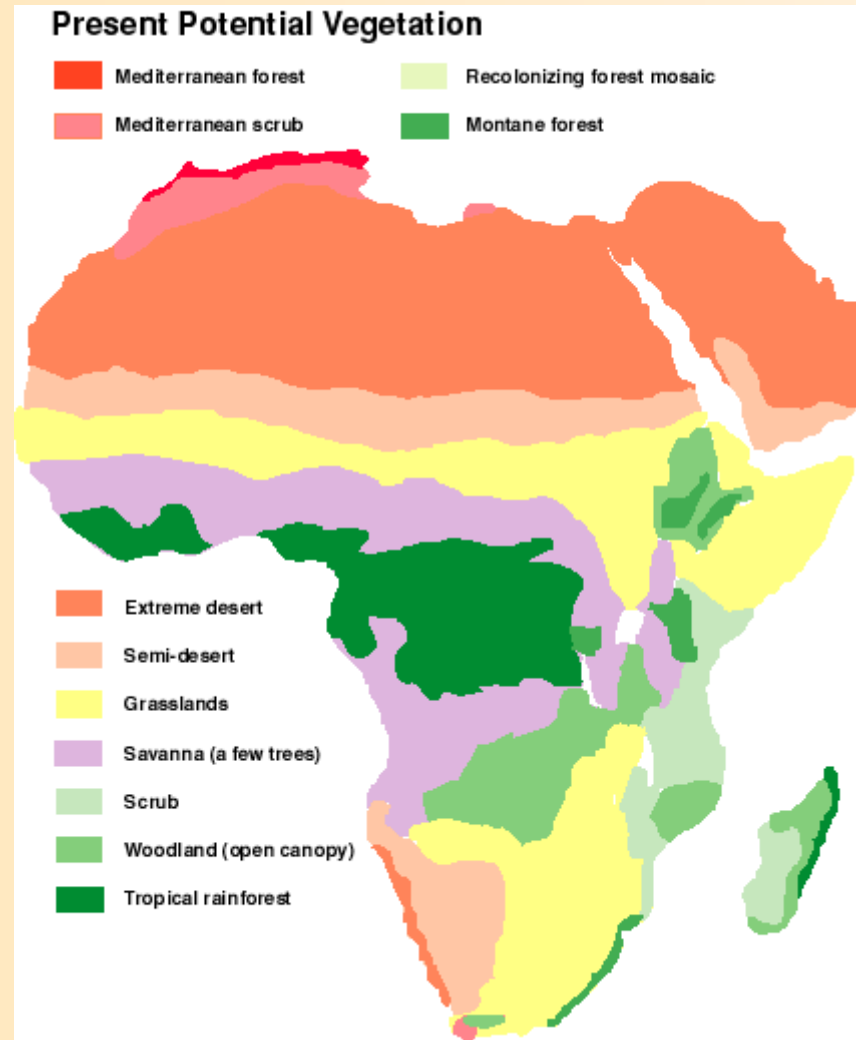 Present Potential Vegetation
Mediterranean forest
Recolonizing forest mosaic
Mediterranean scrub
Montane forest
Extreme desert
Semi-desert
Grasslands
Savanna (a few trees)
Scrub
Woodland (open canopy)
Tropical rainforest